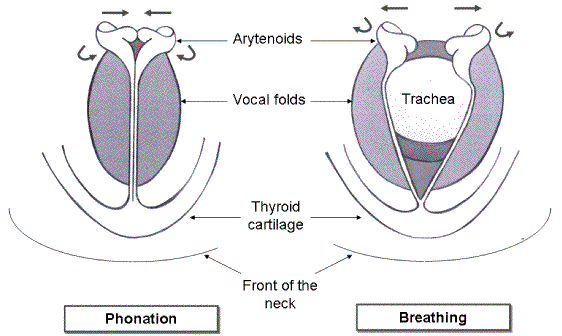 Arytenoids
Vocal folds
Trachea
Thyroid
cartilage
Front of the
neck
Phonation
Breathing